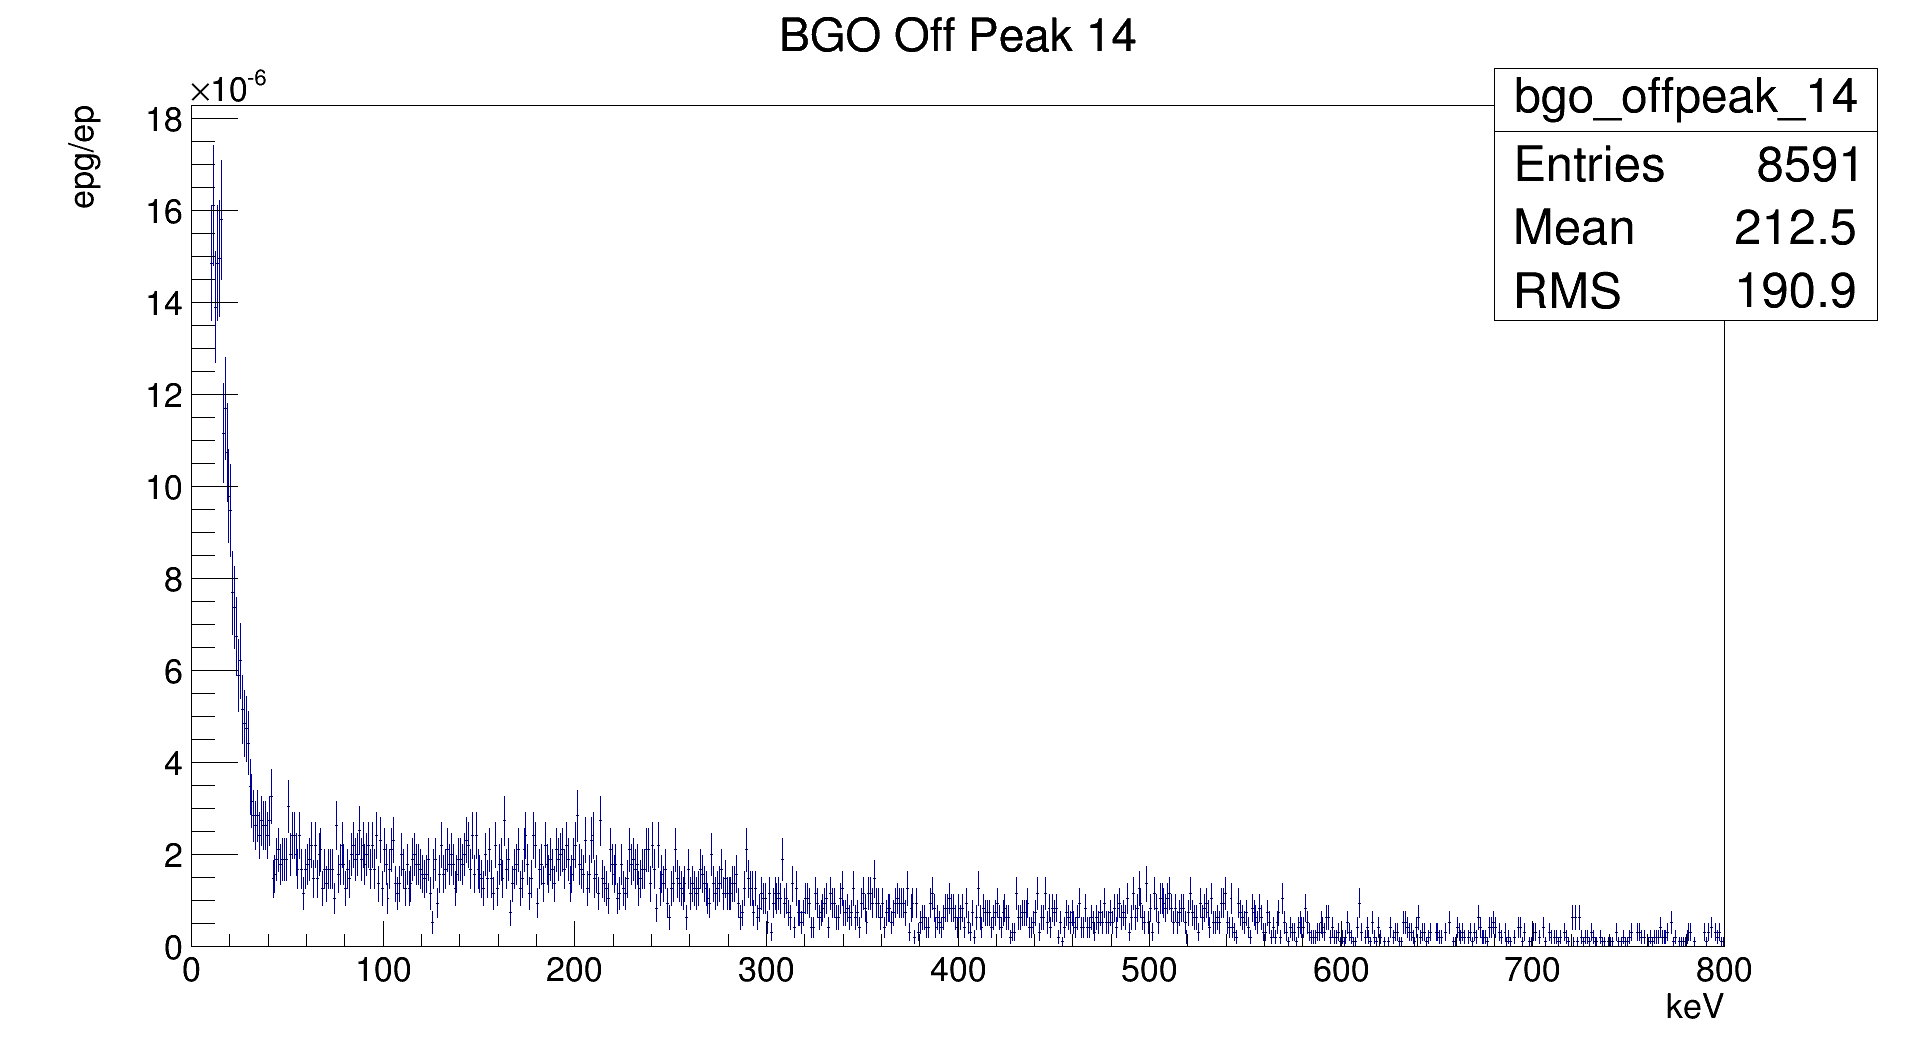 BGO Off Peak 14
×10-6
epg/ep
bgo_offpeak_14
Entries 8591
Mean 212.5
RMS 190.9
18
16
14
12
10
8
6
4
2
0
0 100 200 300 400 500 600 700 800
keV